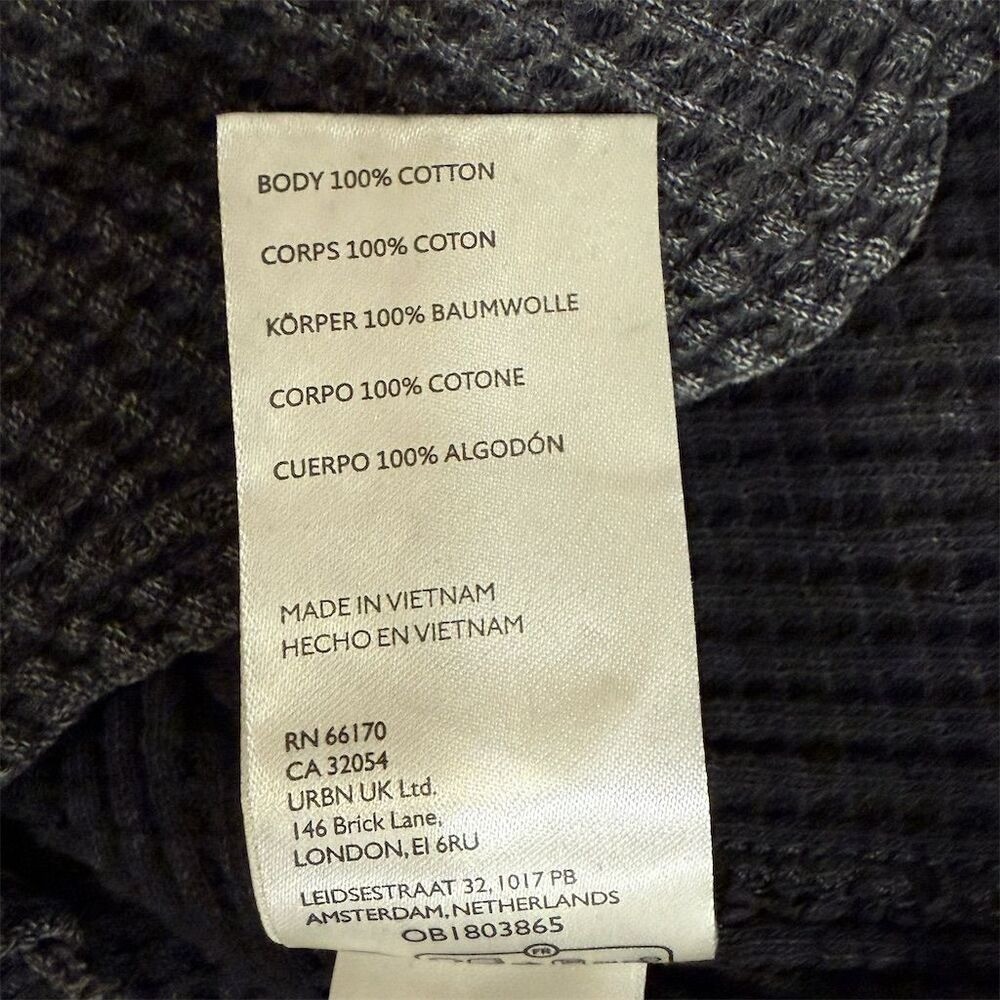 BODY 100% COTTON
CORPS 100% COTON
KÖRPER 100% BAUMWOLLE
CORPO 100% COTONE
CUERPO 100% ALGODÓN
MADE IN VIETNAM
HECHO EN VIETNAM
RN 66170
CA 32054
URBN UK Ltd.
146 Brick Lane,
LONDON, E1 6RU
LEIDSESTRAAT 32, 1017 PB
AMSTERDAM, NETHERLANDS
OB1803865
FR